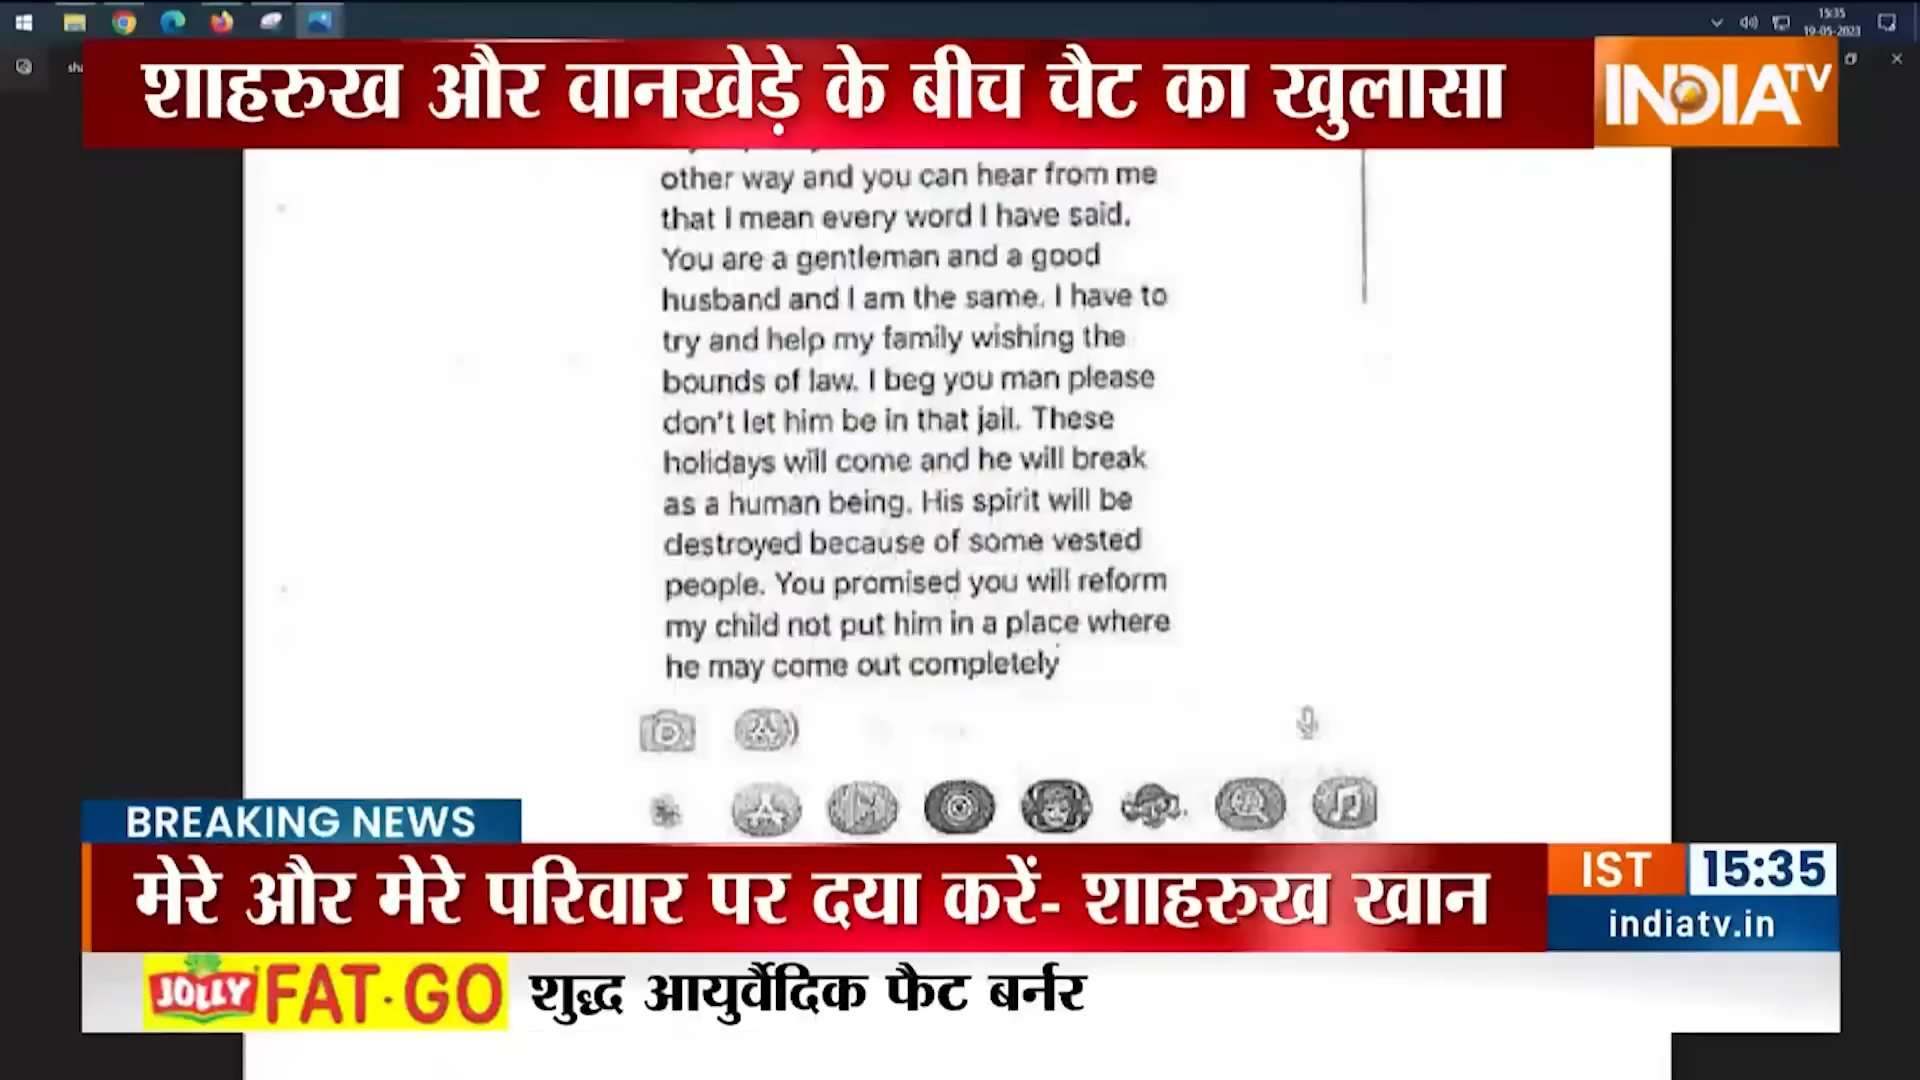 15:35
19-05-2023
शाहरुख और वानखेड़े के बीच चैट का खुलासा
INDIA TV
other way and you can hear from me
that I mean every word I have said.
You are a gentleman and a good
husband and I am the same. I have to
try and help my family wishing the
bounds of law. I beg you man please
don't let him be in that jail. These
holidays will come and he will break
as a human being. His spirit will be
destroyed because of some vested
people. You promised you will reform
my child not put him in a place where
he may come out completely
BREAKING NEWS
मेरे और मेरे परिवार पर दया करें- शाहरुख खान
IST 15:35
indiatv.in
JOLLY FAT-GO शुद्ध आयुर्वैदिक फैट बर्नर